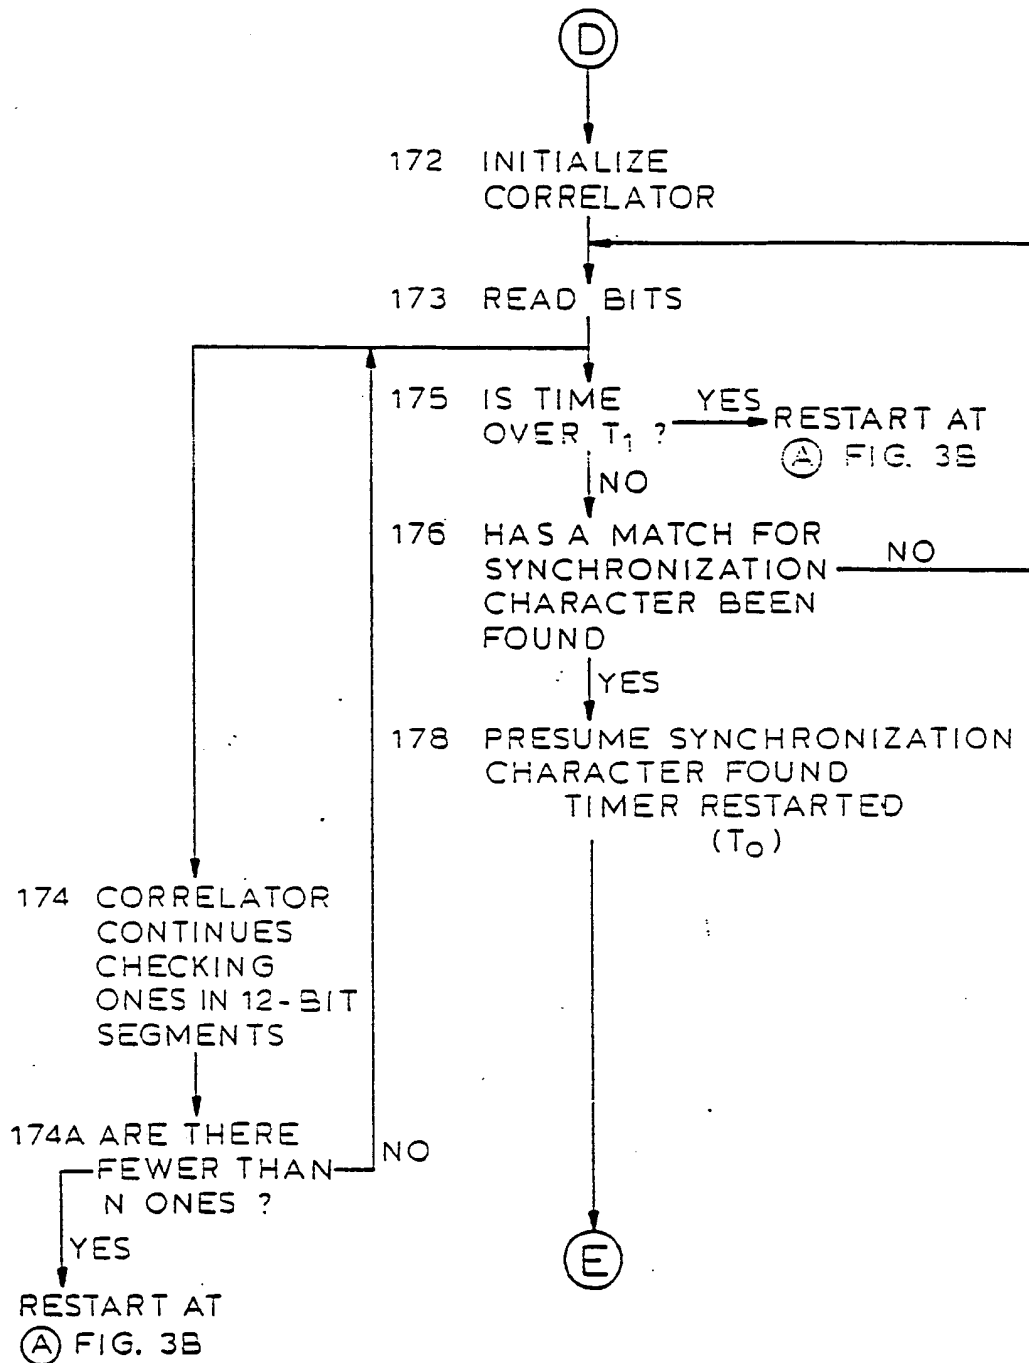 D
172 INITIALIZE
CORRELATOR
173 READ BITS
175 IS TIME
OVER T1 ?
YES
RESTART AT
A FIG. 3B
NO
176 HAS A MATCH FOR
SYNCHRONIZATION
CHARACTER BEEN
FOUND
NO
YES
178 PRESUME SYNCHRONIZATION
CHARACTER FOUND
TIMER RESTARTED
(T0)
174 CORRELATOR
CONTINUES
CHECKING
ONES IN 12-BIT
SEGMENTS
174A ARE THERE
FEWER THAN
N ONES ?
NO
YES
RESTART AT
A FIG. 3B
E